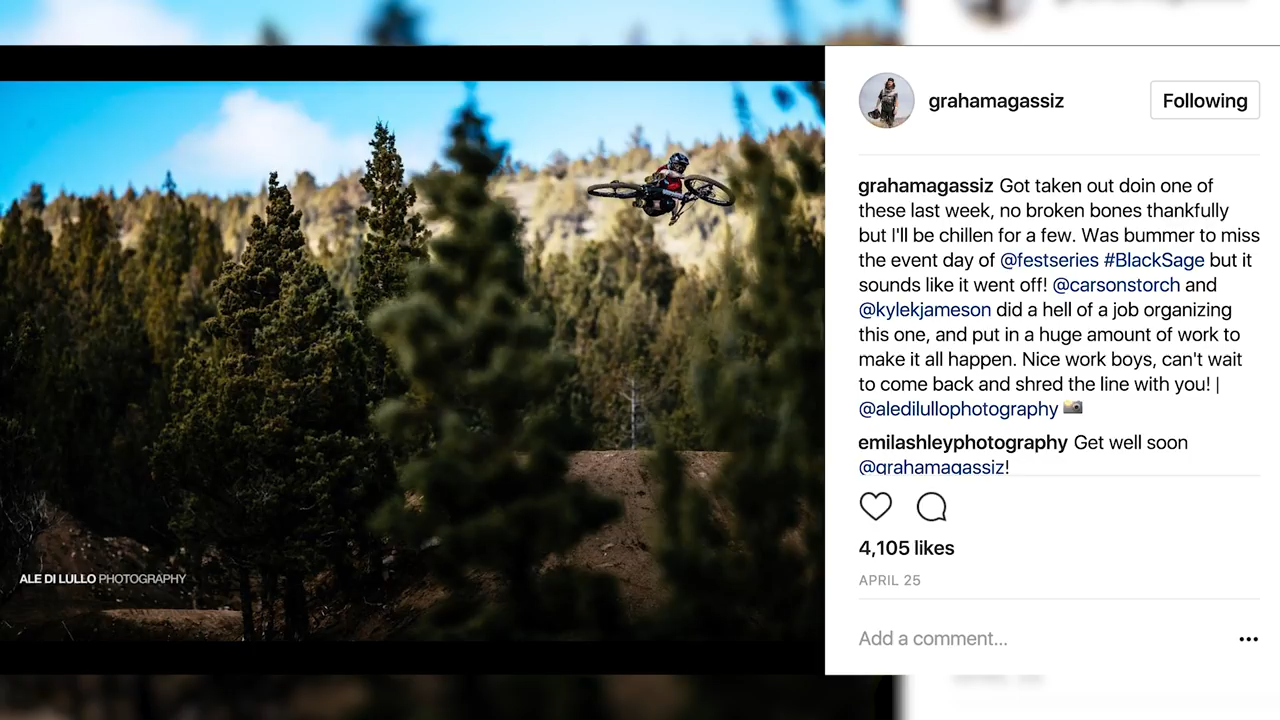 grahamagassiz
Following
grahamagassiz Got taken out doin one of
these last week, no broken bones thankfully
but I'll be chillen for a few. Was bummer to miss
the event day of @festseries #BlackSage but it
sounds like it went off! @carsonstorch and
@kylekjameson did a hell of a job organizing
this one, and put in a huge amount of work to
make it all happen. Nice work boys, can't wait
to come back and shred the line with you! |
@aledilullophotography 📷
emilashleyphotography Get well soon
@grahamagassiz!
4,105 likes
APRIL 25
Add a comment...
ALE DI LULLO PHOTOGRAPHY